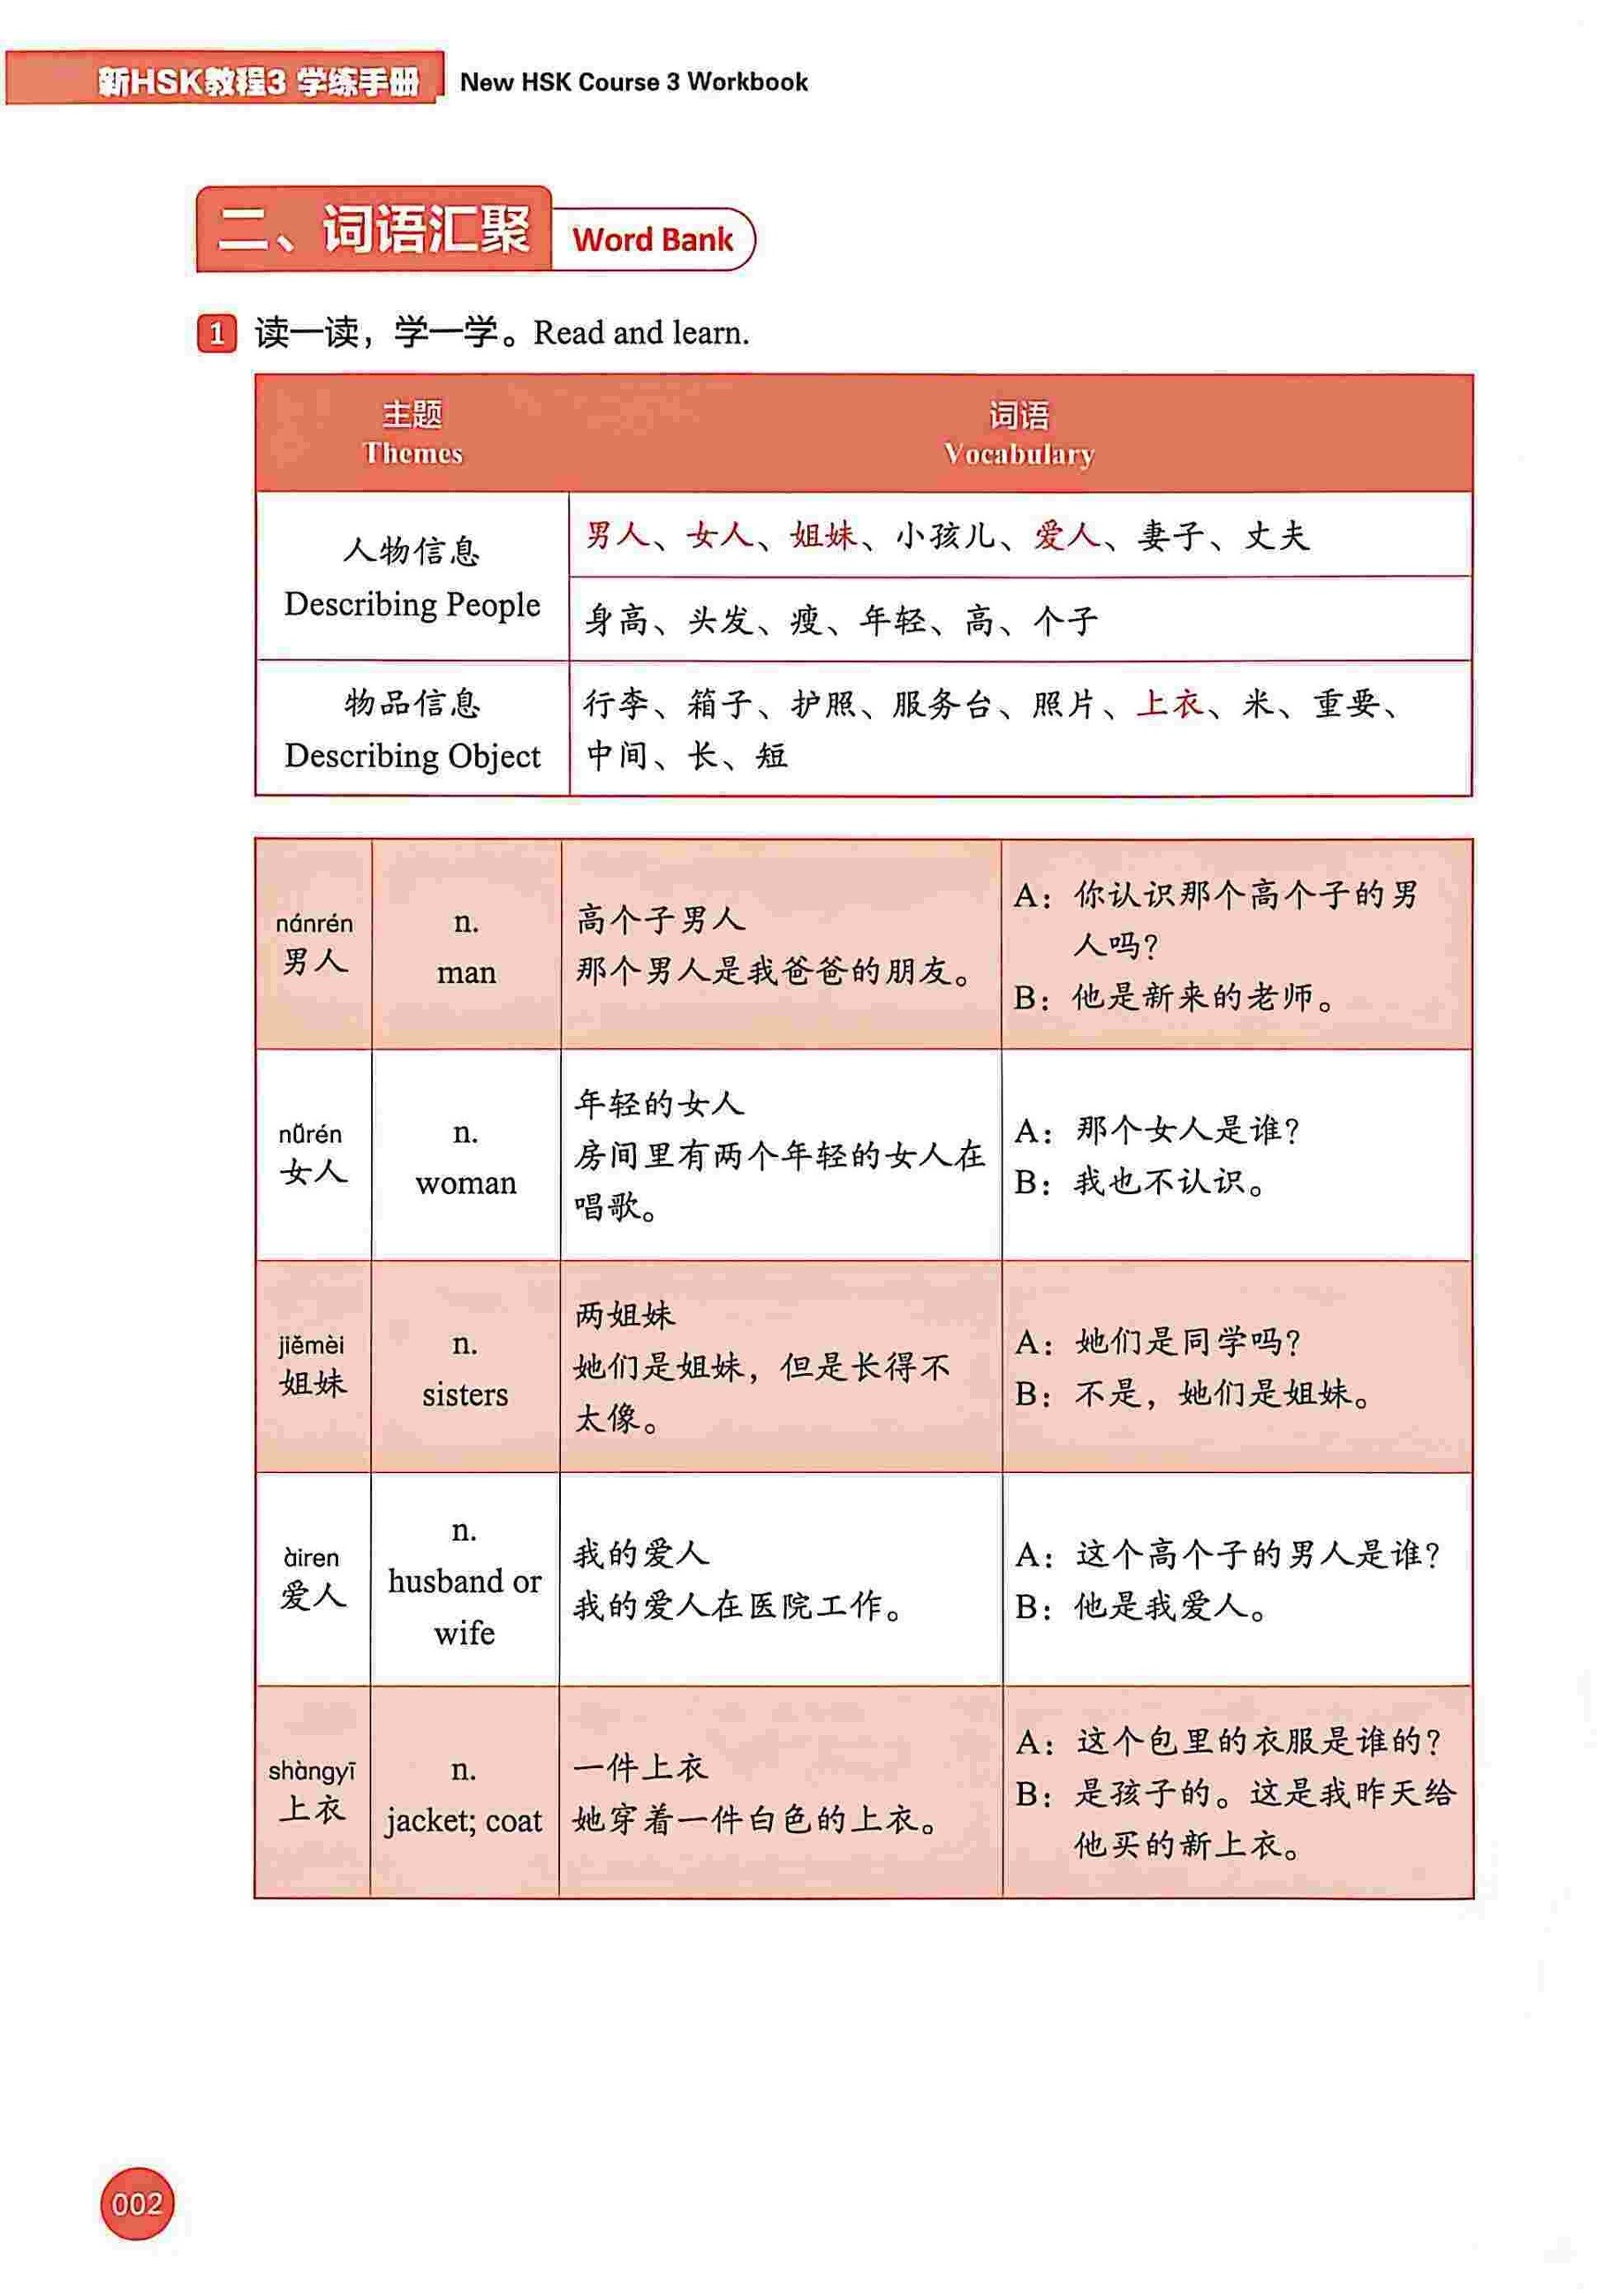 新HSK教程3 学练手册 New HSK Course 3 Workbook
二、词语汇聚 Word Bank
1 读一读，学一学。Read and learn.
主题
Themes
词语
Vocabulary
人物信息
Describing People
男人、女人、姐妹、小孩儿、爱人、妻子、丈夫
身高、头发、瘦、年轻、高、个子
物品信息
Describing Object
行李、箱子、护照、服务台、照片、上衣、米、重要、
中间、长、短
nánrén
男人
n.
man
高个子男人
那个男人是我爸爸的朋友。
A：你认识那个高个子的男
人吗？
B：他是新来的老师。
nǚrén
女人
n.
woman
年轻的女人
房间里有两个年轻的女人在
唱歌。
A：那个女人是谁？
B：我也不认识。
jiěmèi
姐妹
n.
sisters
两姐妹
她们是姐妹，但是长得不
太像。
A：她们是同学吗？
B：不是，她们是姐妹。
àiren
爱人
n.
husband or
wife
我的爱人
我的爱人在医院工作。
A：这个高个子的男人是谁？
B：他是我爱人。
shàngyī
上衣
n.
jacket; coat
一件上衣
她穿着一件白色的上衣。
A：这个包里的衣服是谁的？
B：是孩子的。这是我昨天给
他买的新上衣。
002